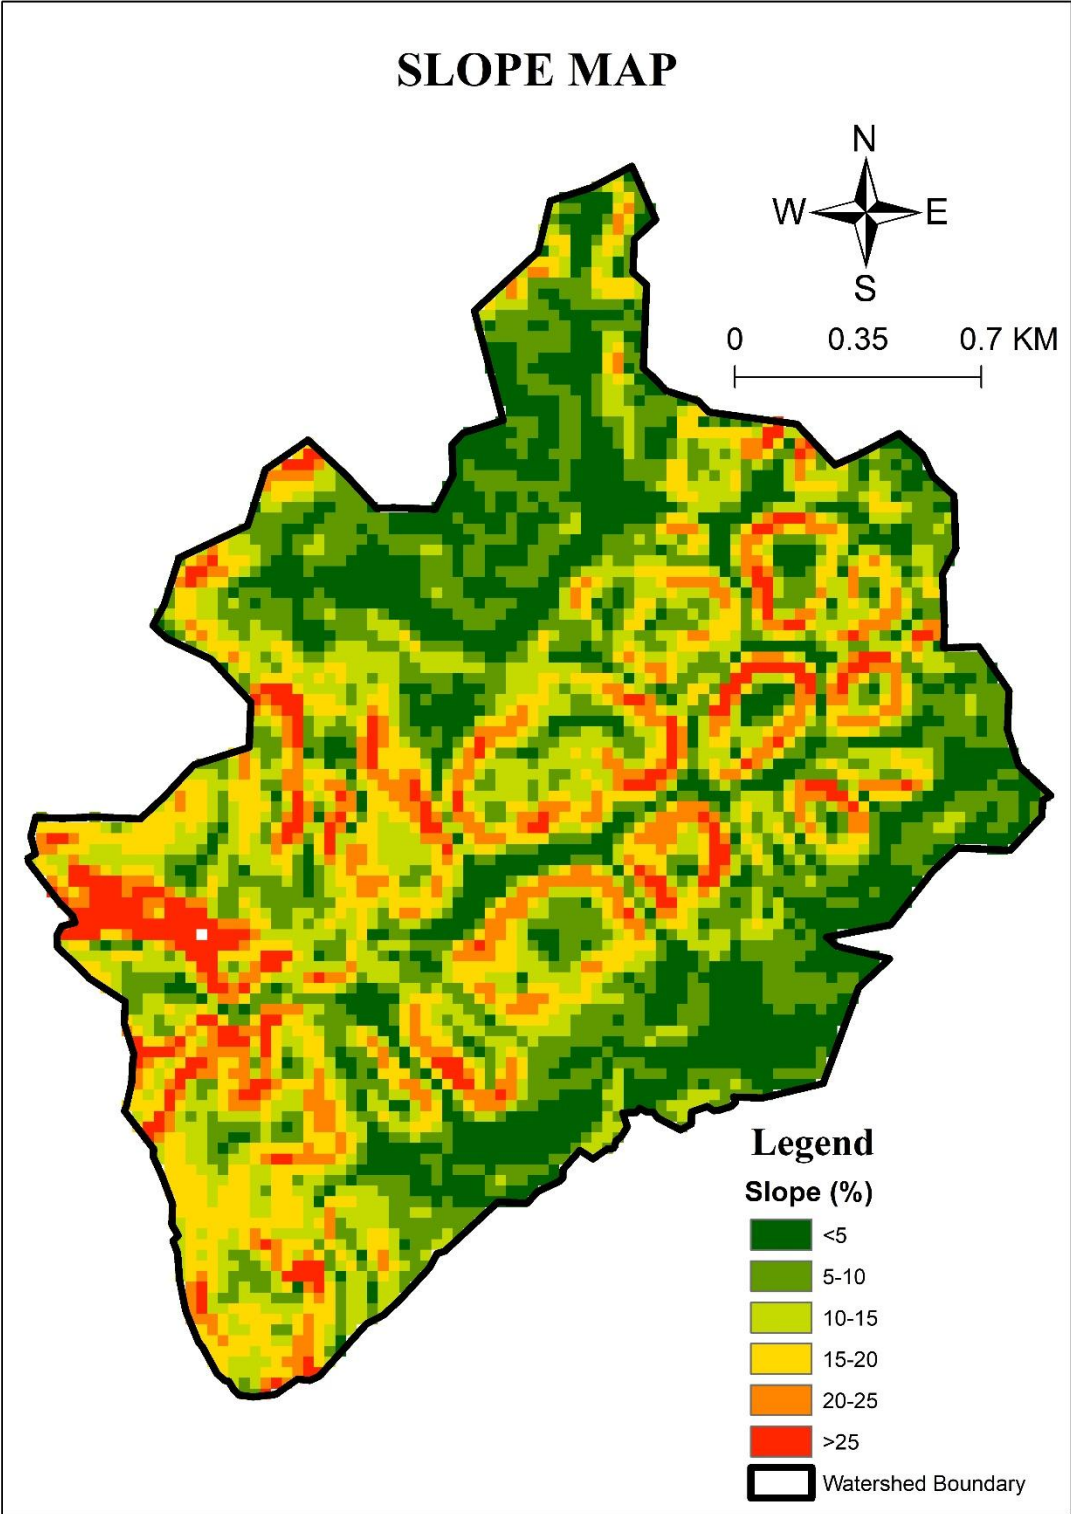 SLOPE MAP
N
W E
S
0 0.35 0.7 KM
Legend
Slope (%)
<5
5-10
10-15
15-20
20-25
>25
Watershed Boundary